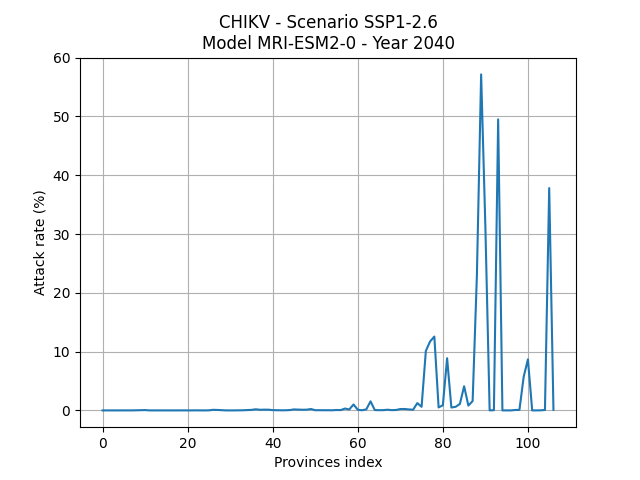 CHIKV - Scenario SSP1-2.6
Model MRI-ESM2-0 - Year 2040
60
50
40
30
20
10
0
Attack rate (%)
0 20 40 60 80 100
Provinces index